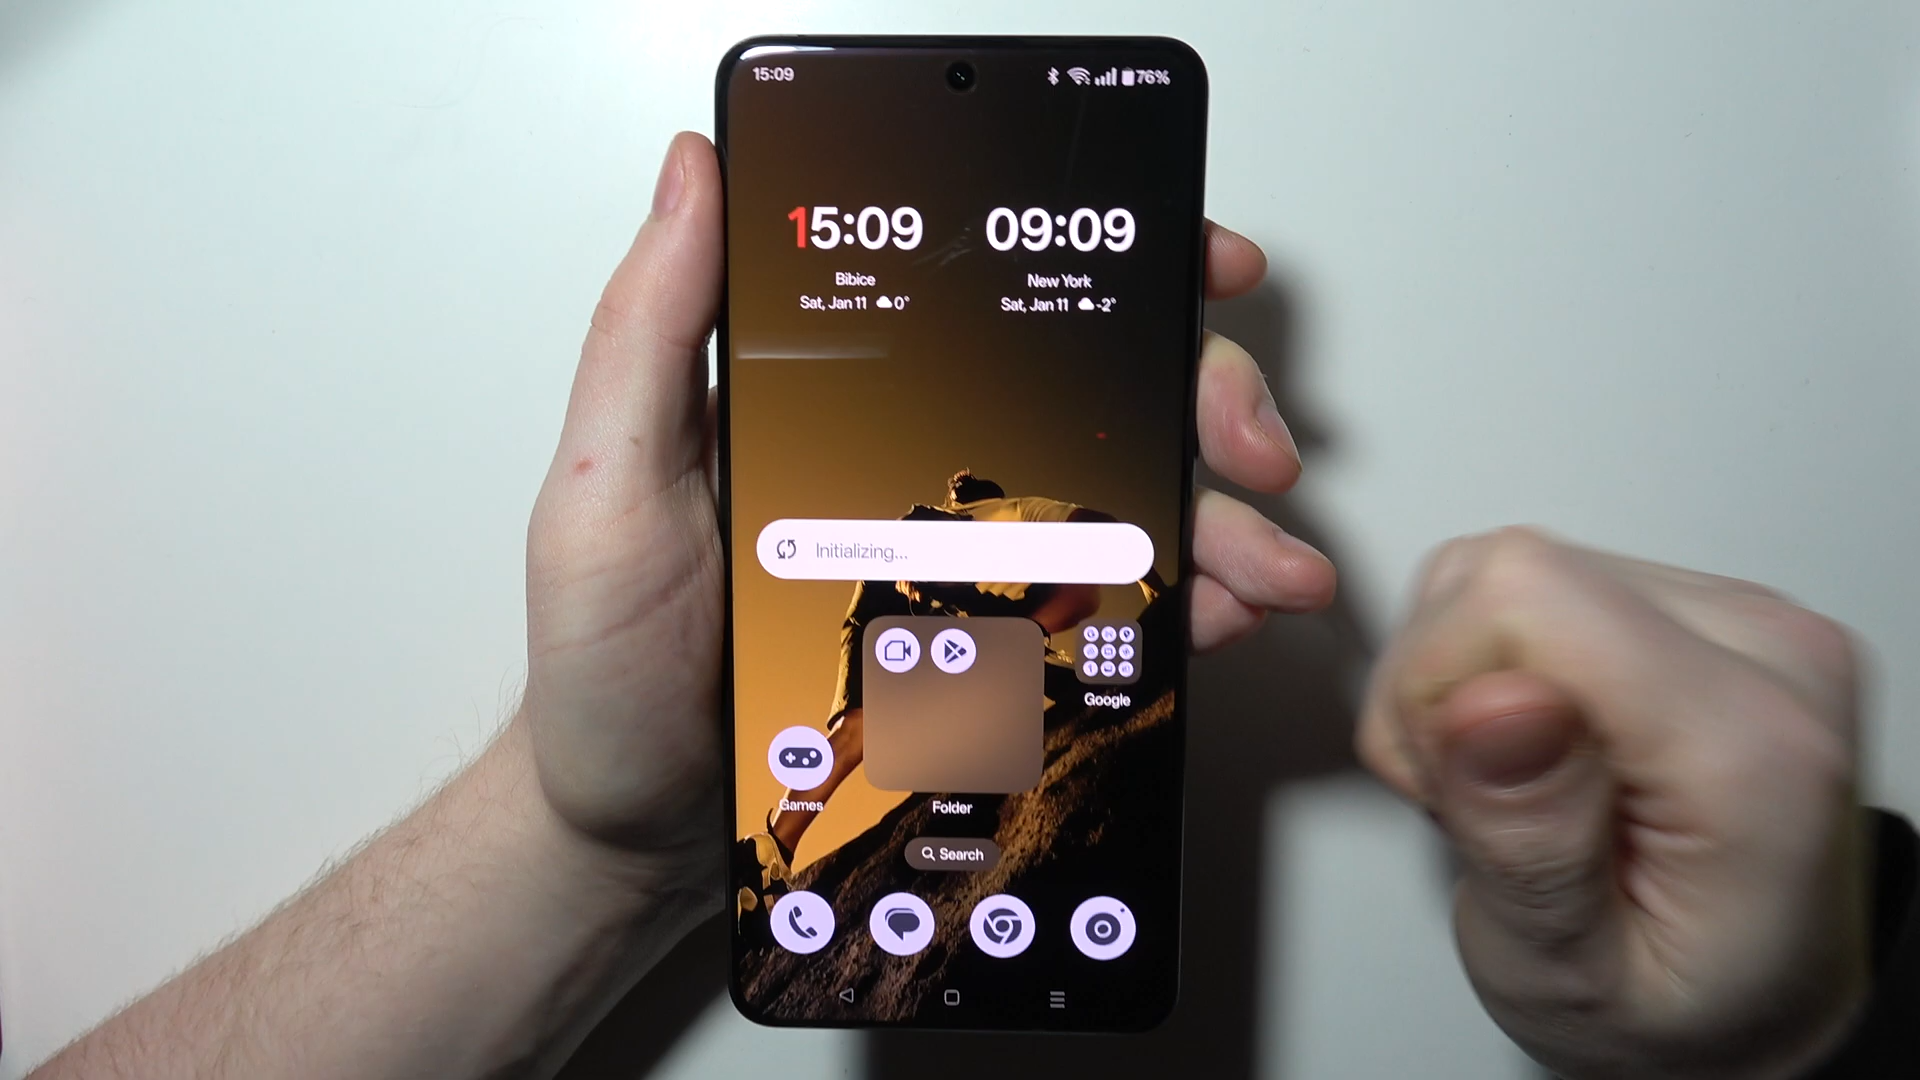 15:09
76%
15:09
09:09
Bibice
New York
Sat, Jan 11
0°
Sat, Jan 11
-2°
Initializing...
Google
Games
Folder
Search